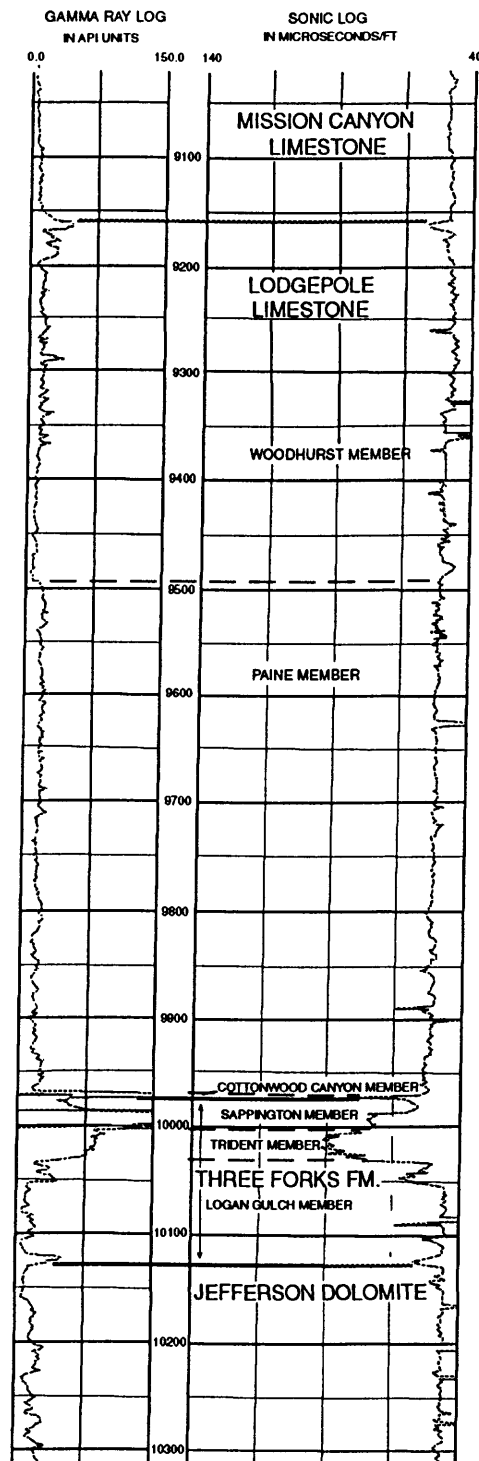 GAMMA RAY LOG
IN API UNITS
SONIC LOG
IN MICROSECONDS/FT
0.0 150.0 140 40
MISSION CANYON
LIMESTONE
9100
9200
LODGEPOLE
LIMESTONE
9300
WOODHURST MEMBER
9400
9500
PAINE MEMBER
9600
9700
9800
9900
COTTONWOOD CANYON MEMBER
SAPPINGTON MEMBER
10000
TRIDENT MEMBER
THREE FORKS FM.
LOGAN GULCH MEMBER
10100
JEFFERSON DOLOMITE
10200
10300